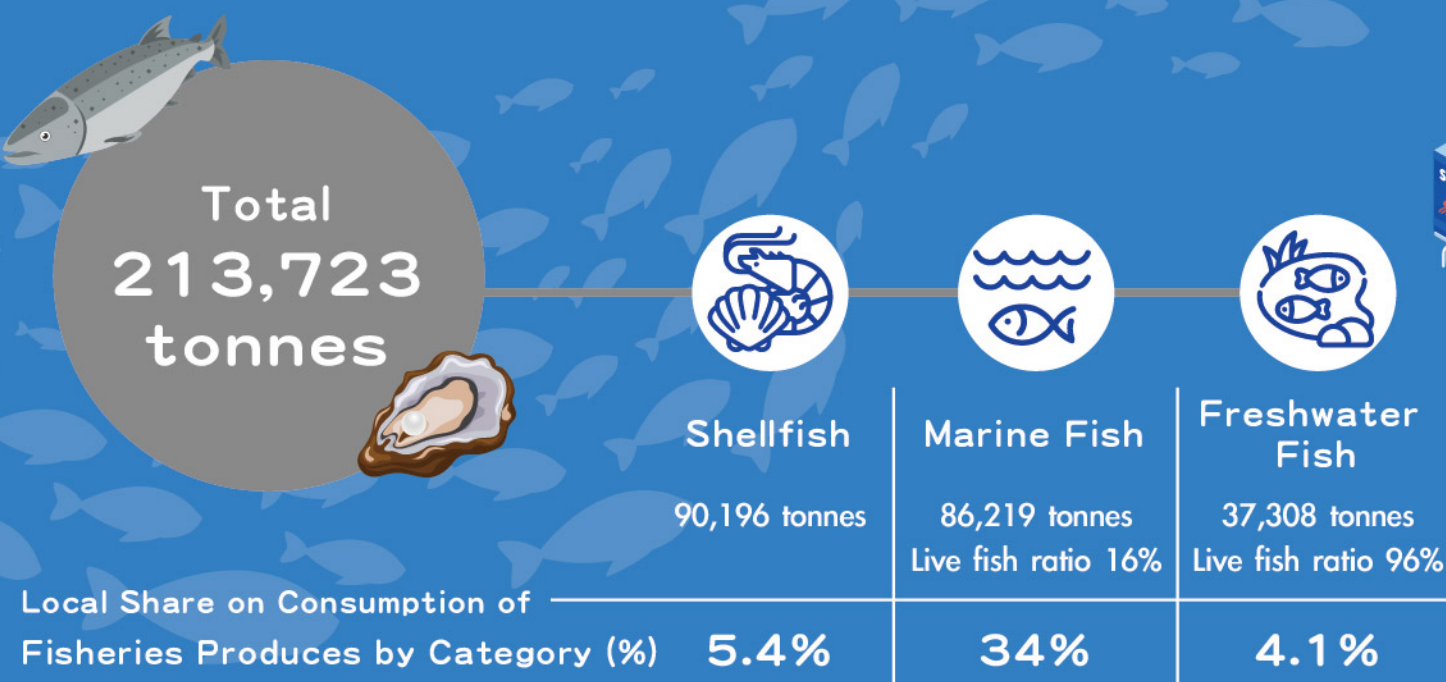 Total
213,723
tonnes
Shellfish
90,196 tonnes
Marine Fish
86,219 tonnes
Live fish ratio 16%
Freshwater
Fish
37,308 tonnes
Live fish ratio 96%
Local Share on Consumption of
Fisheries Produces by Category (%)
5.4%
34%
4.1%